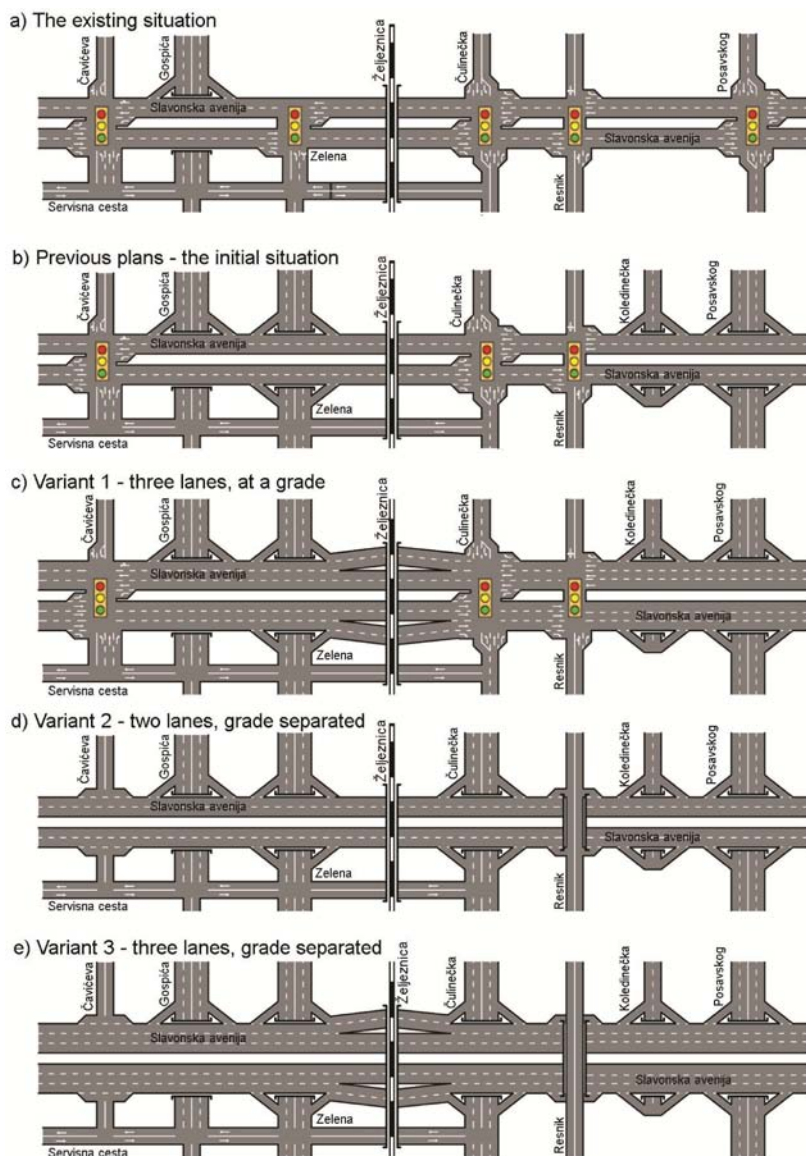 a) The existing situation
Čavićeva
Gospića
Željeznica
Čulinečka
Posavskog
Slavonska avenija
Slavonska avenija
Zelena
Resnik
Servisna cesta
b) Previous plans - the initial situation
Čavićeva
Gospića
Željeznica
Čulinečka
Koledinečka
Posavskog
Slavonska avenija
Slavonska avenija
Zelena
Resnik
Servisna cesta
c) Variant 1 - three lanes, at a grade
Čavićeva
Gospića
Željeznica
Čulinečka
Koledinečka
Posavskog
Slavonska avenija
Slavonska avenija
Zelena
Resnik
Servisna cesta
d) Variant 2 - two lanes, grade separated
Čavićeva
Gospića
Željeznica
Čulinečka
Koledinečka
Posavskog
Slavonska avenija
Slavonska avenija
Zelena
Resnik
Servisna cesta
e) Variant 3 - three lanes, grade separated
Čavićeva
Gospića
Željeznica
Čulinečka
Koledinečka
Posavskog
Slavonska avenija
Slavonska avenija
Zelena
Resnik
Servisna cesta